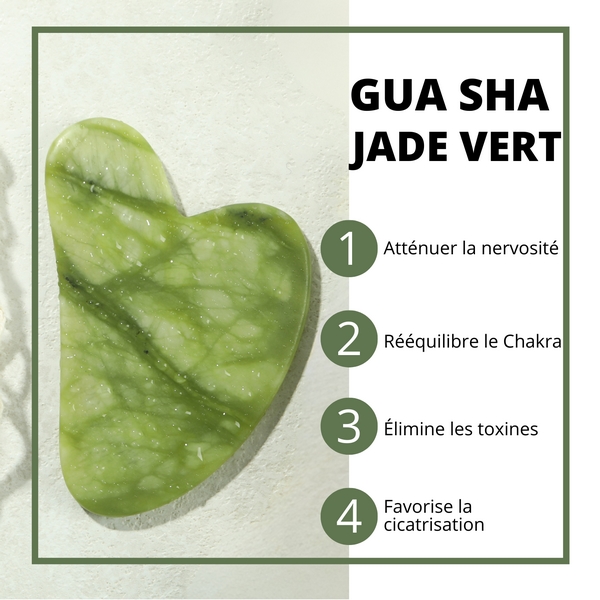 GUA SHA
JADE VERT
1 Atténuer la nervosité
2 Rééquilibre le Chakra
3 Élimine les toxines
4 Favorise la
cicatrisation